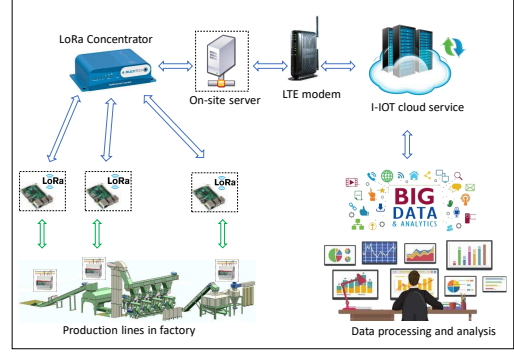 LoRa Concentrator
On-site server
LTE modem
I-IOT cloud service
LoRa
LoRa
LoRa
BIG
DATA
& ANALYTICS
Production lines in factory
Data processing and analysis